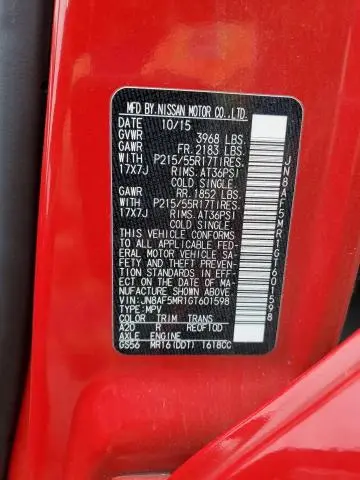 MFD BY NISSAN MOTOR CO., LTD.
DATE 10/15
GVWR 3968 LBS.
GAWR FR. 2183 LBS.
WITH P215/55R17TIRES.
17X7J RIMS. AT36PSI
COLD SINGLE.
GAWR RR. 1852 LBS.
WITH P215/55R17TIRES.
17X7J RIMS. AT36PSI
COLD SINGLE.
THIS VEHICLE CONFORMS
TO ALL APPLICABLE FED-
ERAL MOTOR VEHICLE SA-
FETY AND THEFT PREVEN-
TION STANDARDS IN
EFFECT ON THE DATE OF MA-
NUFACTURE SHOWN ABOVE
VIN:JN8AF5MR1GT601598
TYPE:MPV
COLOR TRIM TRANS
A20 R RE0F10D
AXLE ENGINE
GS56 MR16(DDT) 1618CC
JN8AF5MR1GT601598